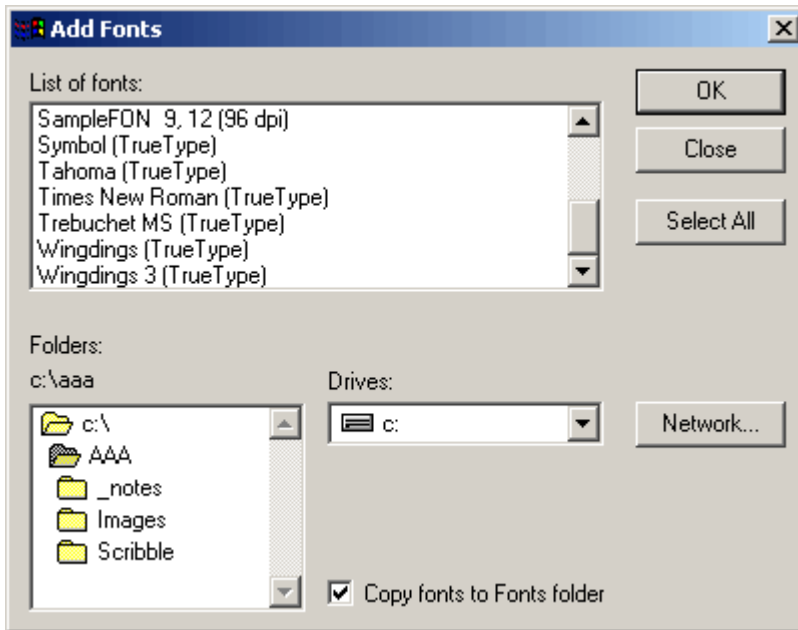 Add Fonts
List of fonts:
SampleFON 9, 12 (96 dpi)
Symbol (TrueType)
Tahoma (TrueType)
Times New Roman (TrueType)
Trebuchet MS (TrueType)
Wingdings (TrueType)
Wingdings 3 (TrueType)
OK
Close
Select All
Folders:
c:\aaa
c:\
AAA
_notes
Images
Scribble
Drives:
c:
Network...
Copy fonts to Fonts folder